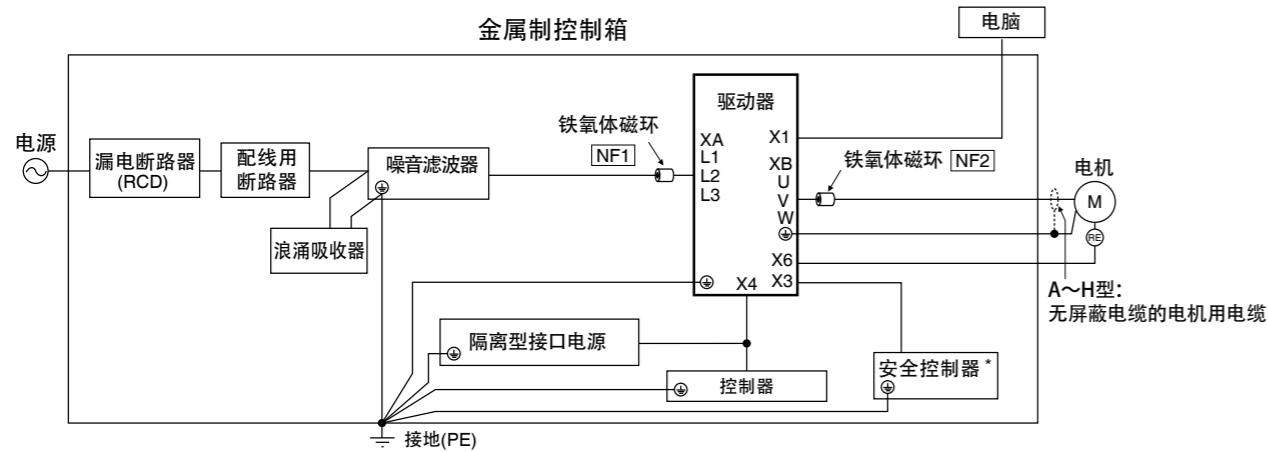 金属制控制箱
电脑
电源
漏电断路器
(RCD)
配线用
断路器
噪音滤波器
浪涌吸收器
铁氧体磁环
NF1
驱动器
XA
L1
L2
L3
X1
XB
U
V
W
X6
X3
X4
铁氧体磁环 NF2
电机
M
RE
A～H型：
无屏蔽电缆的电机用电缆
隔离型接口电源
控制器
安全控制器*
接地(PE)